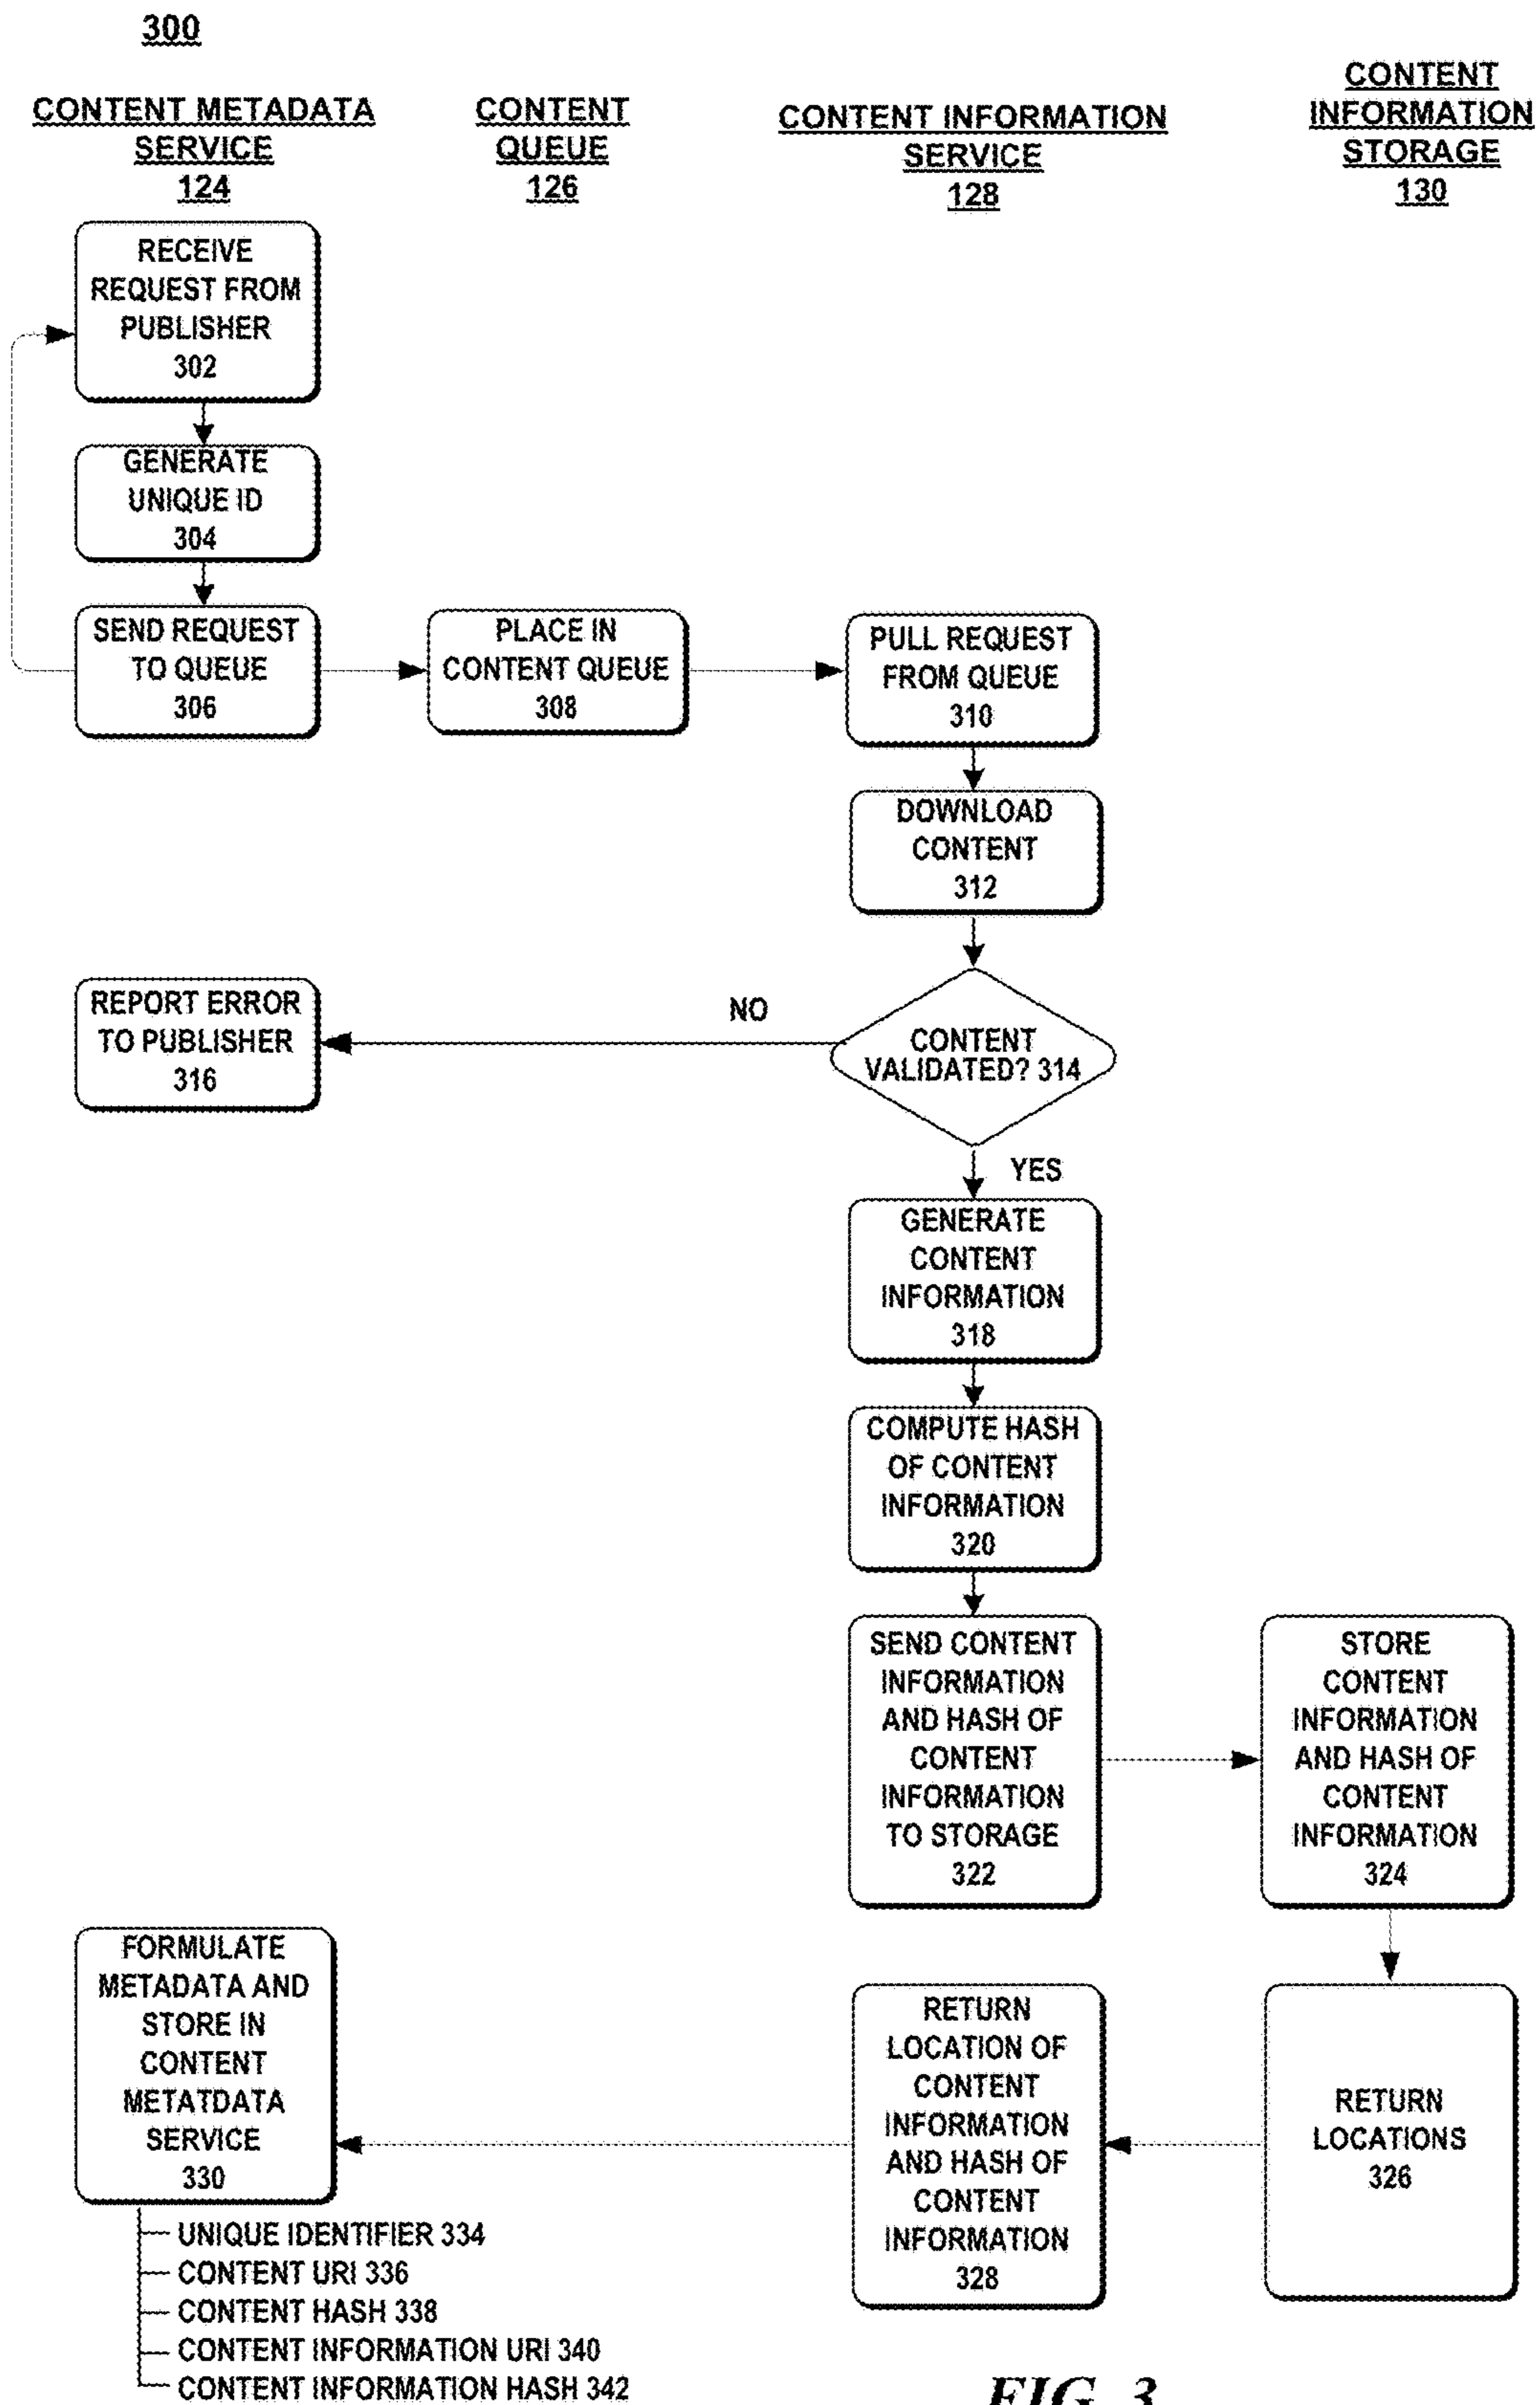 300
CONTENT METADATA
SERVICE
124
CONTENT
QUEUE
126
CONTENT INFORMATION
SERVICE
128
CONTENT
INFORMATION
STORAGE
130
RECEIVE
REQUEST FROM
PUBLISHER
302
GENERATE
UNIQUE ID
304
SEND REQUEST
TO QUEUE
306
PLACE IN
CONTENT QUEUE
308
PULL REQUEST
FROM QUEUE
310
DOWNLOAD
CONTENT
312
CONTENT
VALIDATED? 314
NO
REPORT ERROR
TO PUBLISHER
316
YES
GENERATE
CONTENT
INFORMATION
318
COMPUTE HASH
OF CONTENT
INFORMATION
320
SEND CONTENT
INFORMATION
AND HASH OF
CONTENT
INFORMATION
TO STORAGE
322
STORE
CONTENT
INFORMATION
AND HASH OF
CONTENT
INFORMATION
324
RETURN
LOCATIONS
326
RETURN
LOCATION OF
CONTENT
INFORMATION
AND HASH OF
CONTENT
INFORMATION
328
FORMULATE
METADATA AND
STORE IN
CONTENT
METATDATA
SERVICE
330
UNIQUE IDENTIFIER 334
CONTENT URI 336
CONTENT HASH 338
CONTENT INFORMATION URI 340
CONTENT INFORMATION HASH 342
FIG. 3